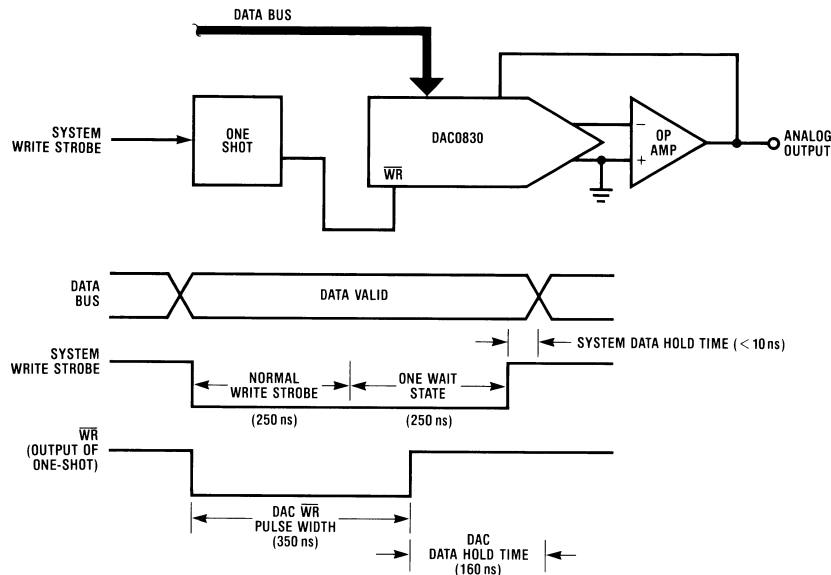 DATA BUS
SYSTEM
WRITE STROBE
ONE
SHOT
DAC0830
WR
−
+
OP
AMP
ANALOG
OUTPUT
DATA
BUS
DATA VALID
SYSTEM DATA HOLD TIME (< 10 ns)
SYSTEM
WRITE STROBE
NORMAL
WRITE STROBE
(250 ns)
ONE WAIT
STATE
(250 ns)
WR
(OUTPUT OF
ONE-SHOT)
DAC WR
PULSE WIDTH
(350 ns)
DAC
DATA HOLD TIME
(160 ns)